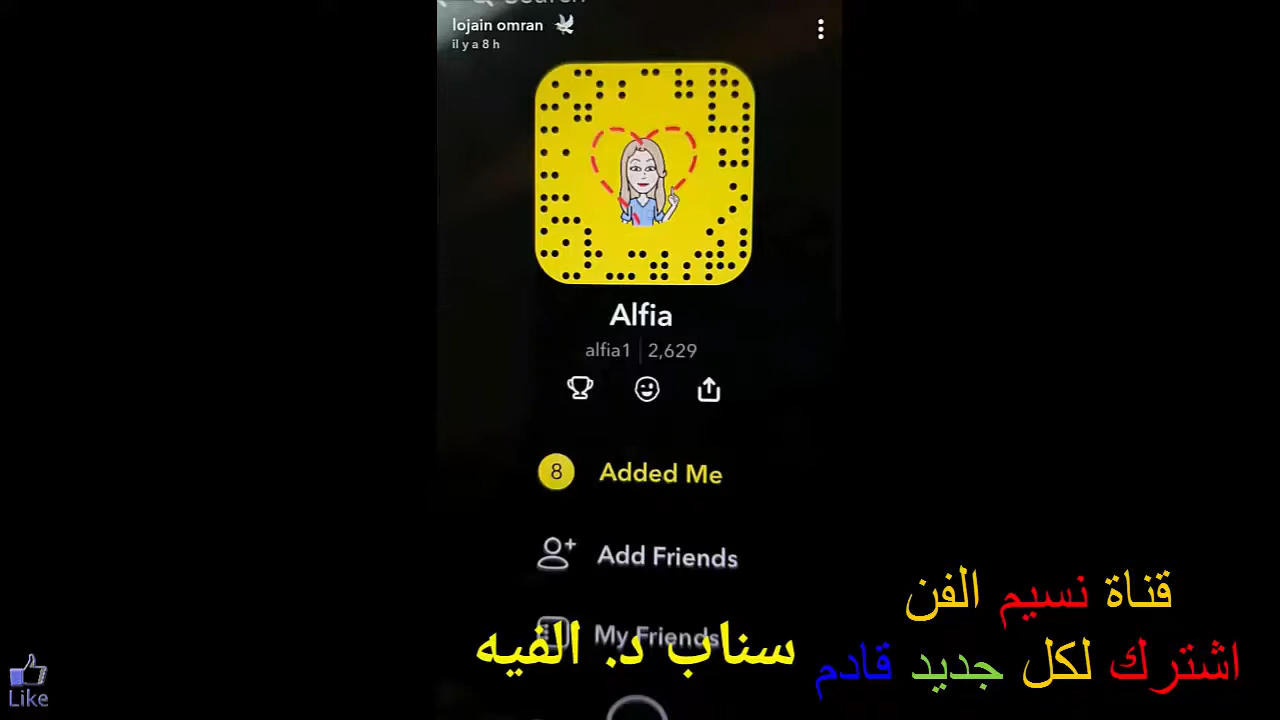 Search
lojain omran 🕊
il y a 8 h
Alfia
alfia1 | 2,629
8 Added Me
Add Friends
My Friends
سناب د. الفيه
قناة نسيم الفن
اشترك لكل جديد قادم
Like